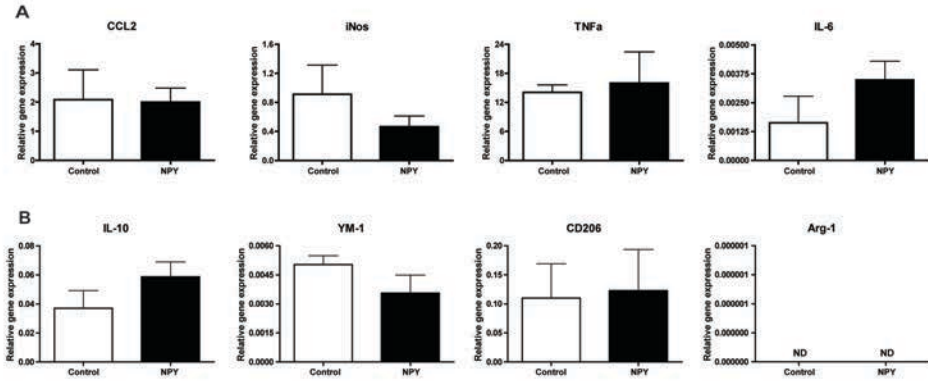 A
CCL2
Relative gene expression
4
3
2
1
0
Control NPY
iNos
Relative gene expression
1.6
1.2
0.8
0.4
0.0
Control NPY
TNFa
Relative gene expression
24
18
12
6
0
Control NPY
IL-6
Relative gene expression
0.00500
0.00375
0.00250
0.00125
0.00000
Control NPY
B
IL-10
Relative gene expression
0.08
0.06
0.04
0.02
0.00
Control NPY
YM-1
Relative gene expression
0.0060
0.0045
0.0030
0.0015
0.0000
Control NPY
CD206
Relative gene expression
0.20
0.15
0.10
0.05
0.00
Control NPY
Arg-1
Relative gene expression
0.000001
0.000001
0.000001
0.000000
0.000000
ND ND
Control NPY